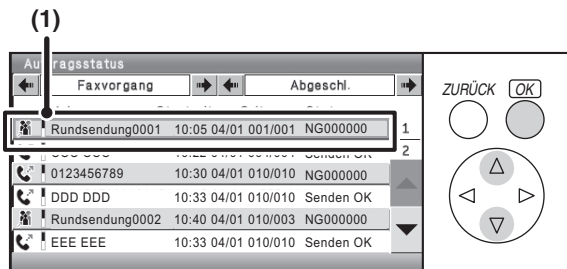 (1)
Auftragsstatus
Faxvorgang Abgeschl.
Rundsendung0001 10:05 04/01 001/001 NG000000 1
2
0123456789 10:30 04/01 010/010 NG000000
DDD DDD 10:33 04/01 010/010 Senden OK
Rundsendung0002 10:40 04/01 010/003 NG000000
EEE EEE 10:33 04/01 010/010 Senden OK
ZURÜCK OK